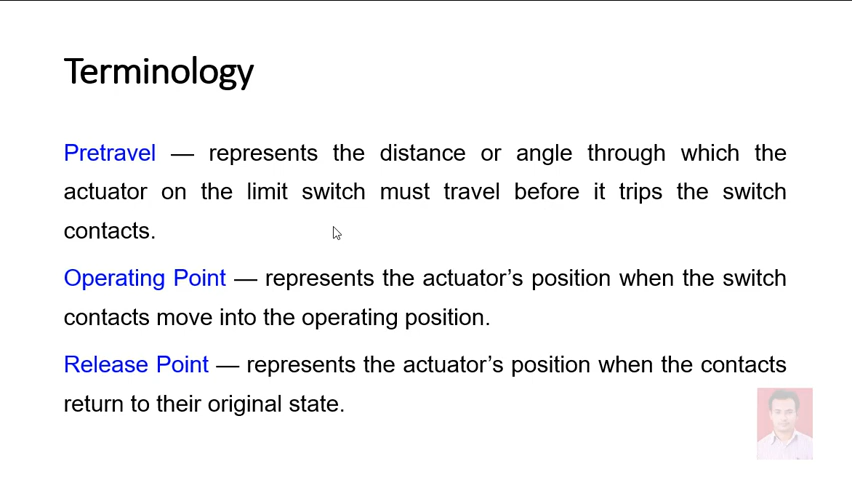 Terminology
Pretravel — represents the distance or angle through which the
actuator on the limit switch must travel before it trips the switch
contacts.
Operating Point — represents the actuator’s position when the switch
contacts move into the operating position.
Release Point — represents the actuator’s position when the contacts
return to their original state.